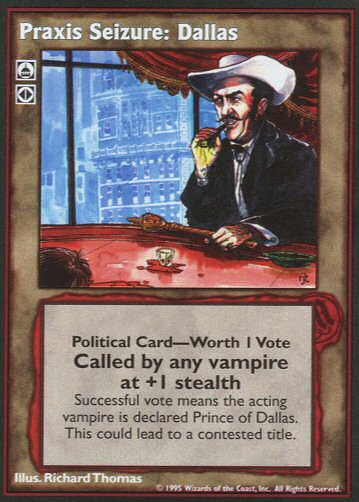 Praxis Seizure: Dallas
Political Card—Worth 1 Vote
Called by any vampire
at +1 stealth
Successful vote means the acting
vampire is declared Prince of Dallas.
This could lead to a contested title.
Illus. Richard Thomas
© 1995 Wizards of the Coast, Inc. All Rights Reserved.